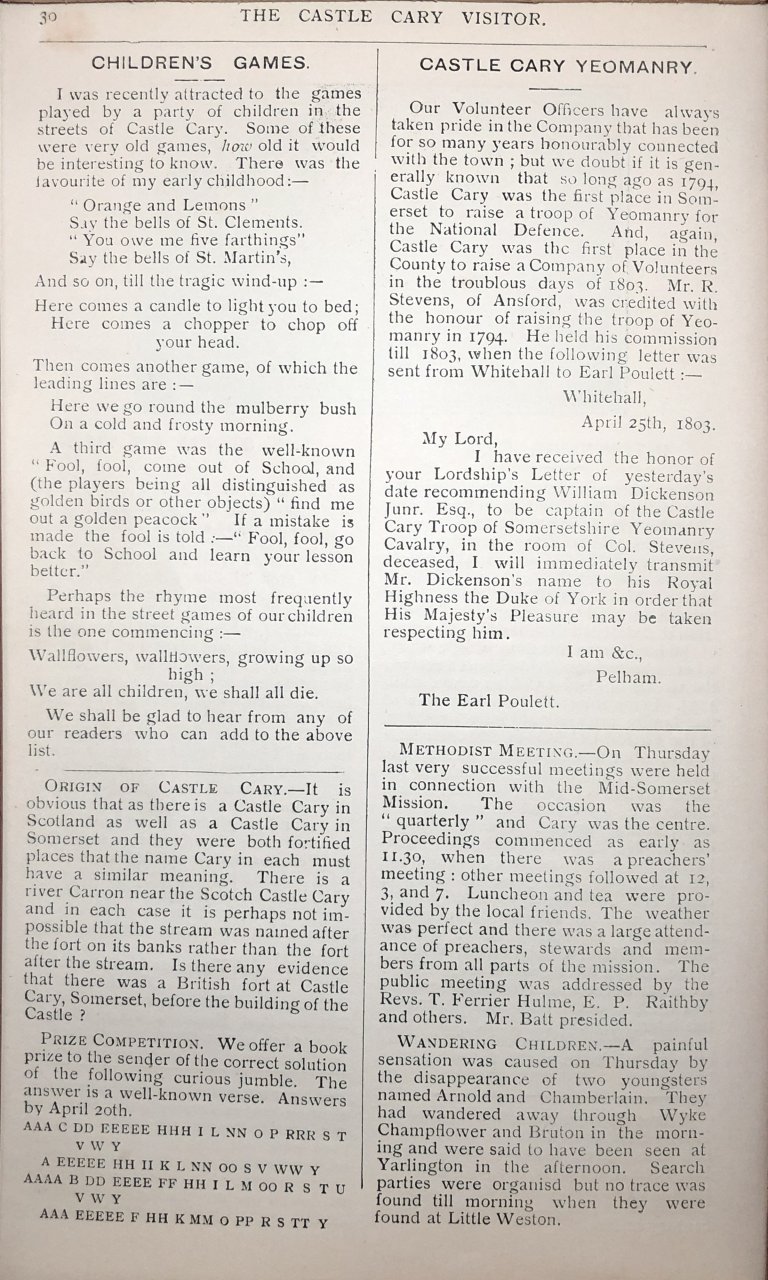 30
THE CASTLE CARY VISITOR.
CHILDREN'S GAMES.
I was recently attracted to the games
played by a party of children in the
streets of Castle Cary. Some of these
were very old games, how old it would
be interesting to know. There was the
favourite of my early childhood:—
" Orange and Lemons "
Say the bells of St. Clements.
" You owe me five farthings"
Say the bells of St. Martin's,
And so on, till the tragic wind-up :—
Here comes a candle to light you to bed;
Here comes a chopper to chop off
your head.
Then comes another game, of which the
leading lines are :—
Here we go round the mulberry bush
On a cold and frosty morning.
A third game was the well-known
" Fool, fool, come out of School, and
(the players being all distinguished as
golden birds or other objects) " find me
out a golden peacock " If a mistake is
made the fool is told :—" Fool, fool, go
back to School and learn your lesson
better."
Perhaps the rhyme most frequently
heard in the street games of our children
is the one commencing :—
Wallflowers, wallflowers, growing up so
high ;
We are all children, we shall all die.
We shall be glad to hear from any of
our readers who can add to the above
list.
ORIGIN OF CASTLE CARY.—It is
obvious that as there is a Castle Cary in
Scotland as well as a Castle Cary in
Somerset and they were both fortified
places that the name Cary in each must
have a similar meaning. There is a
river Carron near the Scotch Castle Cary
and in each case it is perhaps not im-
possible that the stream was named after
the fort on its banks rather than the fort
after the stream. Is there any evidence
that there was a British fort at Castle
Cary, Somerset, before the building of the
Castle ?
PRIZE COMPETITION. We offer a book
prize to the sender of the correct solution
of the following curious jumble. The
answer is a well-known verse. Answers
by April 20th.
AAA C DD EEEEE HHH I L NN O P RRR S T
V W Y
A EEEEE HH II K L NN OO S V WW Y
AAAA B DD EEEE FF HH I L M OO R S T U
V W Y
AAA EEEEE F HH K MM O PP R S TT Y
CASTLE CARY YEOMANRY.
Our Volunteer Officers have always
taken pride in the Company that has been
for so many years honourably connected
with the town ; but we doubt if it is gen-
erally known that so long ago as 1794,
Castle Cary was the first place in Som-
erset to raise a troop of Yeomanry for
the National Defence. And, again,
Castle Cary was the first place in the
County to raise a Company of Volunteers
in the troublous days of 1803. Mr. R.
Stevens, of Ansford, was credited with
the honour of raising the troop of Yeo-
manry in 1794. He held his commission
till 1803, when the following letter was
sent from Whitehall to Earl Poulett :—
Whitehall,
April 25th, 1803.
My Lord,
I have received the honor of
your Lordship's Letter of yesterday's
date recommending William Dickenson
Junr. Esq., to be captain of the Castle
Cary Troop of Somersetshire Yeomanry
Cavalry, in the room of Col. Stevens,
deceased, I will immediately transmit
Mr. Dickenson's name to his Royal
Highness the Duke of York in order that
His Majesty's Pleasure may be taken
respecting him.
I am &c.,
Pelham.
The Earl Poulett.
METHODIST MEETING.—On Thursday
last very successful meetings were held
in connection with the Mid-Somerset
Mission. The occasion was the
" quarterly " and Cary was the centre.
Proceedings commenced as early as
11.30, when there was a preachers'
meeting : other meetings followed at 12,
3, and 7. Luncheon and tea were pro-
vided by the local friends. The weather
was perfect and there was a large attend-
ance of preachers, stewards and mem-
bers from all parts of the mission. The
public meeting was addressed by the
Revs. T. Ferrier Hulme, E. P. Raithby
and others. Mr. Batt presided.
WANDERING CHILDREN.—A painful
sensation was caused on Thursday by
the disappearance of two youngsters
named Arnold and Chamberlain. They
had wandered away through Wyke
Champflower and Bruton in the morn-
ing and were said to have been seen at
Yarlington in the afternoon. Search
parties were organisd but no trace was
found till morning when they were
found at Little Weston.